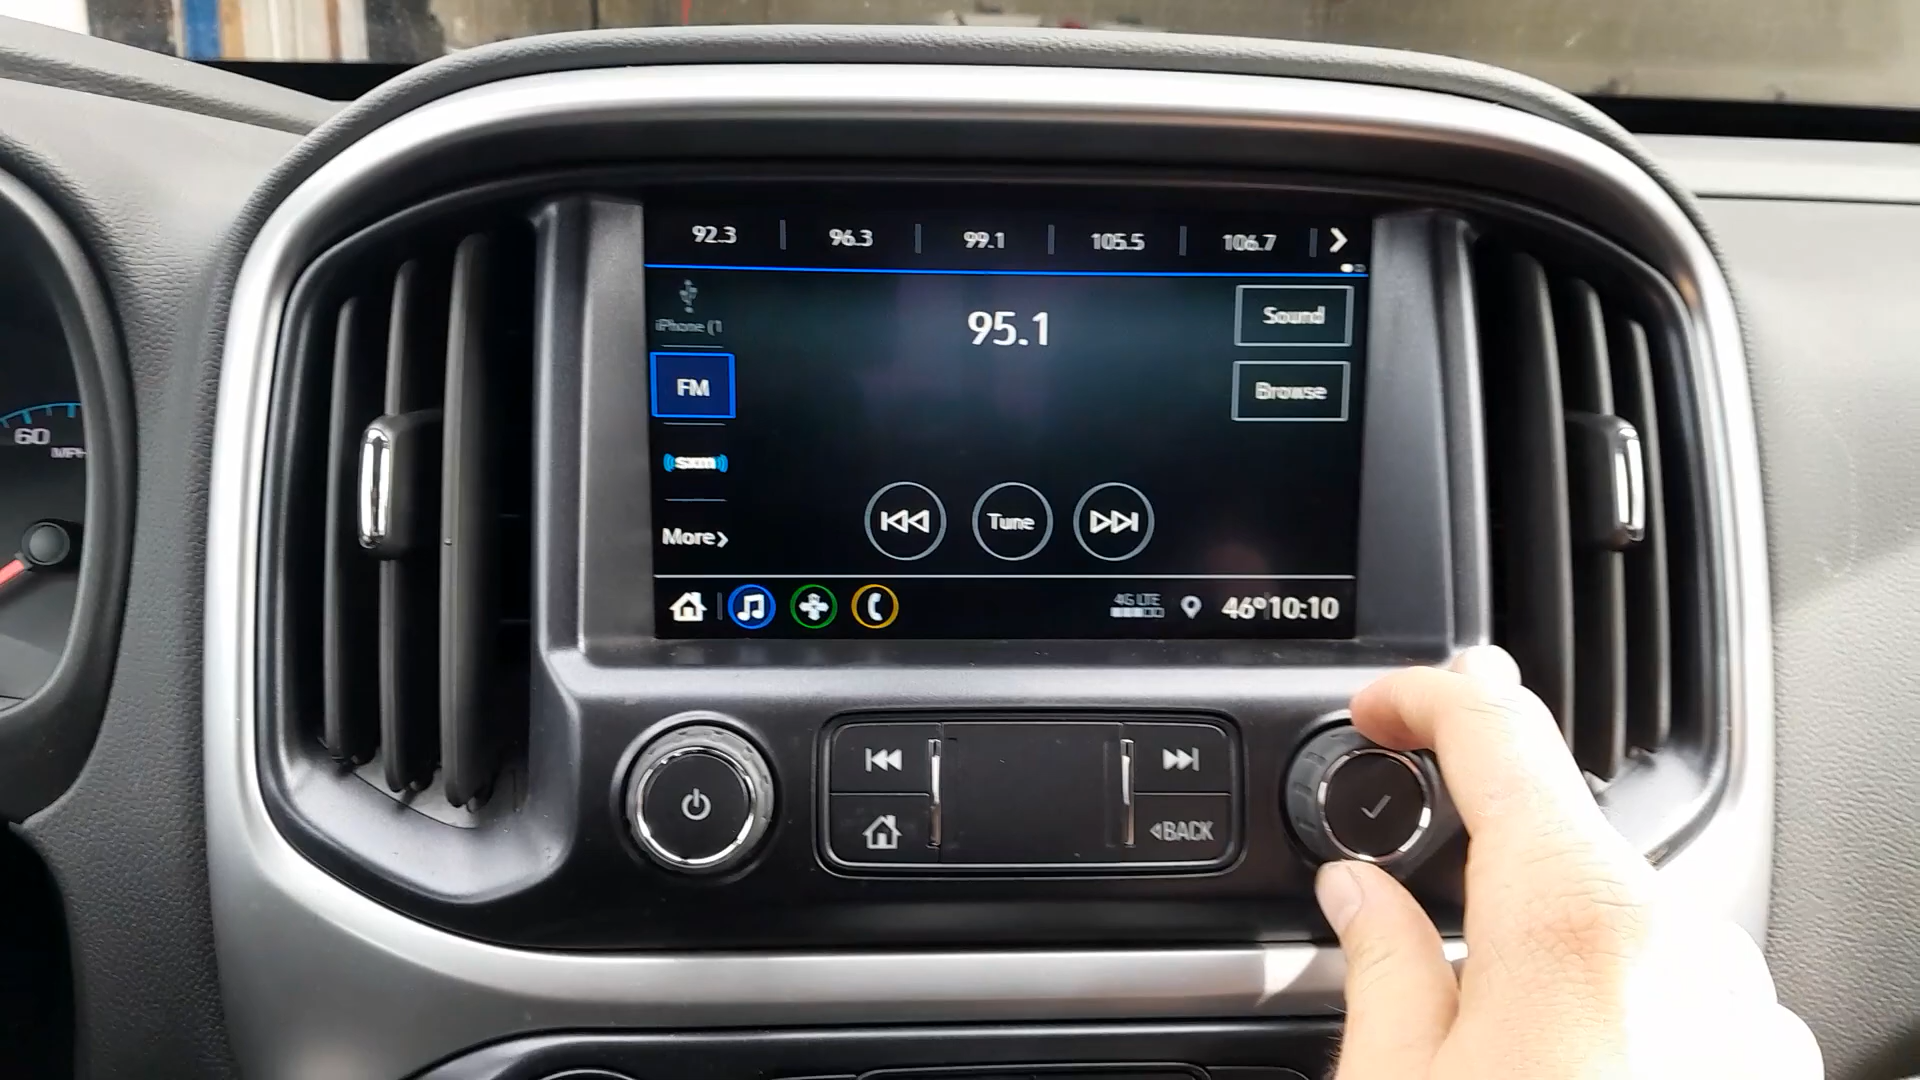 92.3 | 96.3 | 99.1 | 105.5 | 106.7
iPhone (1
95.1
Sound
FM
Browse
60
MPH
sxm
Tune
More
4G LTE
46° 10:10
BACK